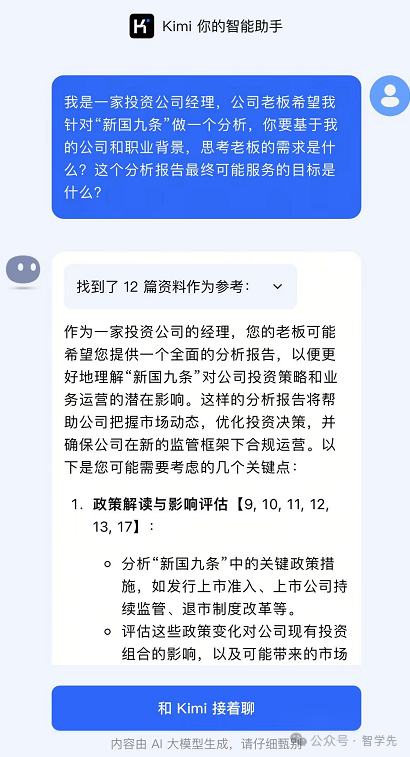 Kimi 你的智能助手
我是一家投资公司经理，公司老板希望我
针对“新国九条”做一个分析，你要基于我
的公司和职业背景，思考老板的需求是什
么？这个分析报告最终可能服务的目标是
什么？
找到了 12 篇资料作为参考：
作为一家投资公司的经理，您的老板可能
希望您提供一个全面的分析报告，以便更
好地理解“新国九条”对公司投资策略和业
务运营的潜在影响。这样的分析报告将帮
助公司把握市场动态，优化投资决策，并
确保公司在新的监管框架下合规运营。以
下是您可能需要考虑的几个关键点：
1. 政策解读与影响评估【9, 10, 11, 12,
13, 17】：
分析“新国九条”中的关键政策措
施，如发行上市准入、上市公司持
续监管、退市制度改革等。
评估这些政策变化对公司现有投资
组合的影响，以及可能带来的市场
和 Kimi 接着聊
内容由 AI 大模型生成，请仔细甄别
公众号 · 智学先